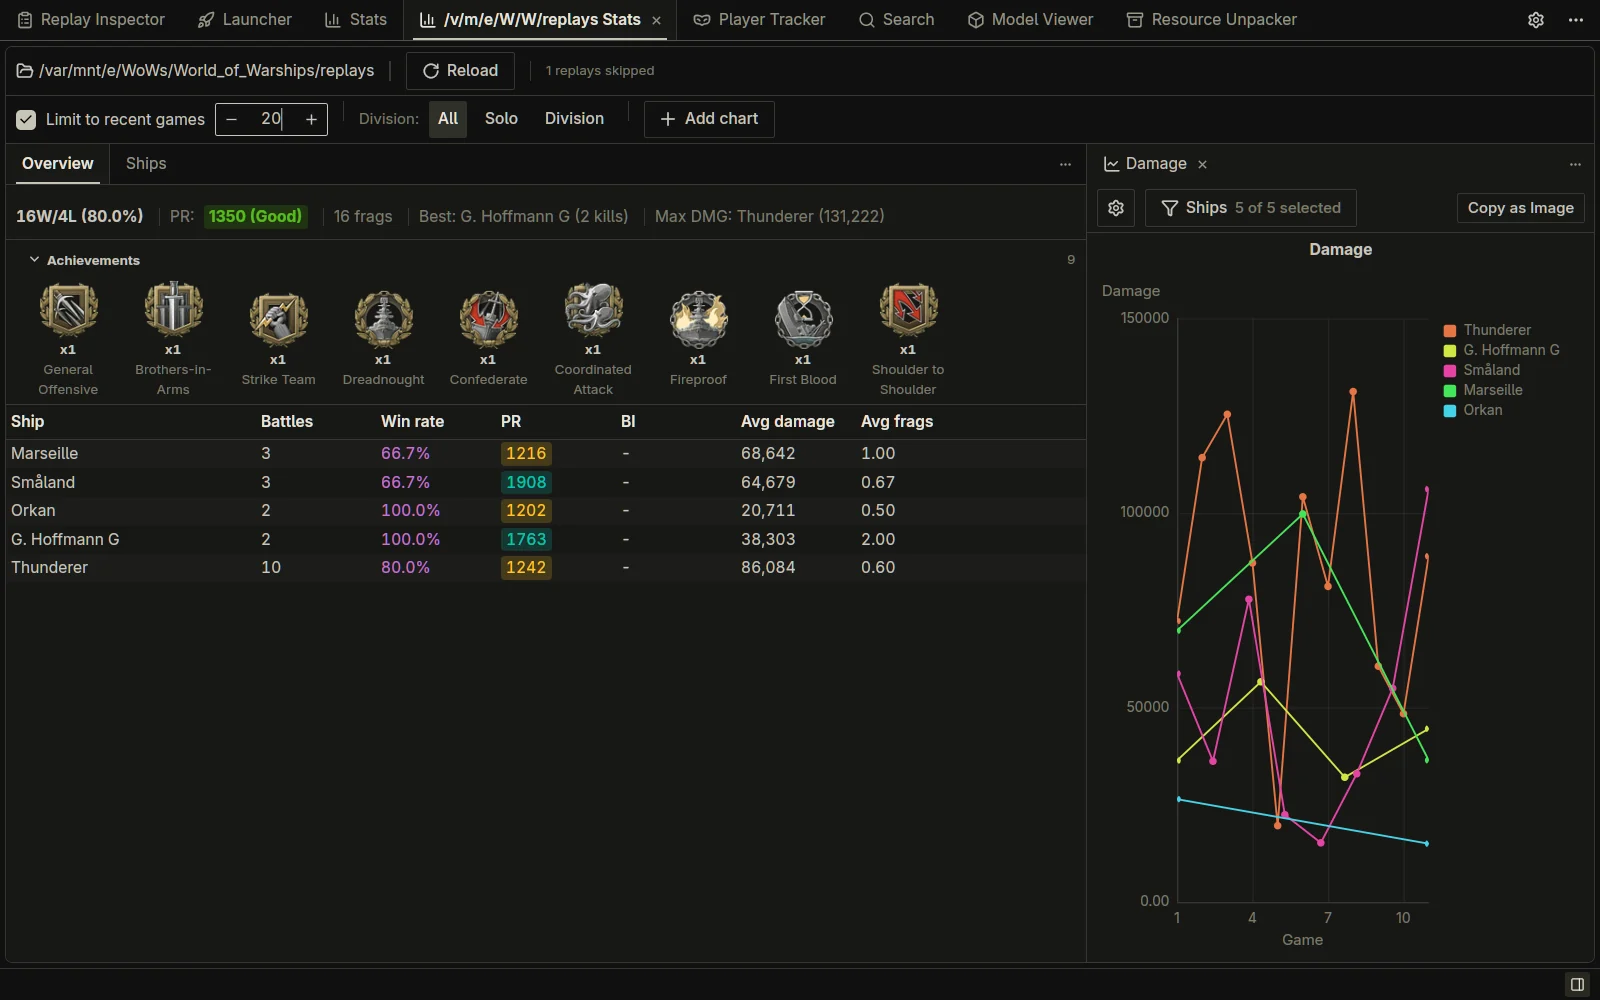 Replay Inspector
Launcher
Stats
/v/m/e/W/W/replays Stats
Player Tracker
Search
Model Viewer
Resource Unpacker
/var/mnt/e/WoWs/World_of_Warships/replays
Reload
1 replays skipped
Limit to recent games
20
Division:
All
Solo
Division
Add chart
Overview
Ships
16W/4L (80.0%)
PR:
1350 (Good)
16 frags
Best: G. Hoffmann G (2 kills)
Max DMG: Thunderer (131,222)
Achievements
9
x1
General
Offensive
x1
Brothers-in-
Arms
x1
Strike Team
x1
Dreadnought
x1
Confederate
x1
Coordinated
Attack
x1
Fireproof
x1
First Blood
x1
Shoulder to
Shoulder
Ship Battles Win rate PR BI Avg damage Avg frags
Marseille 3 66.7% 1216 - 68,642 1.00
Småland 3 66.7% 1908 - 64,679 0.67
Orkan 2 100.0% 1202 - 20,711 0.50
G. Hoffmann G 2 100.0% 1763 - 38,303 2.00
Thunderer 10 80.0% 1242 - 86,084 0.60
Damage
Ships 5 of 5 selected
Copy as Image
Damage
Damage
150000
100000
50000
0.00
1 4 7 10
Game
Thunderer
G. Hoffmann G
Småland
Marseille
Orkan